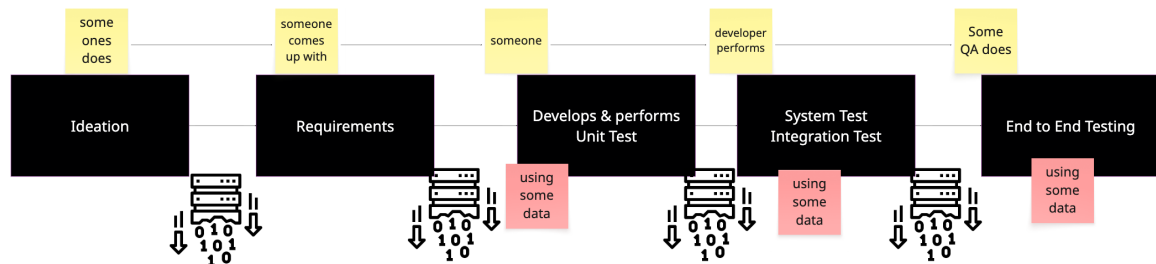 some
ones
does
someone
comes
up with
someone
developer
performs
Some
QA does
Ideation
Requirements
Develops & performs
Unit Test
System Test
Integration Test
End to End Testing
using
some
data
using
some
data
using
some
data
0 1 0
1 0 1
1 0
0 1 0
1 0 1
1 0
0 1 0
1 0 1
1 0
0 1 0
1 0 1
1 0